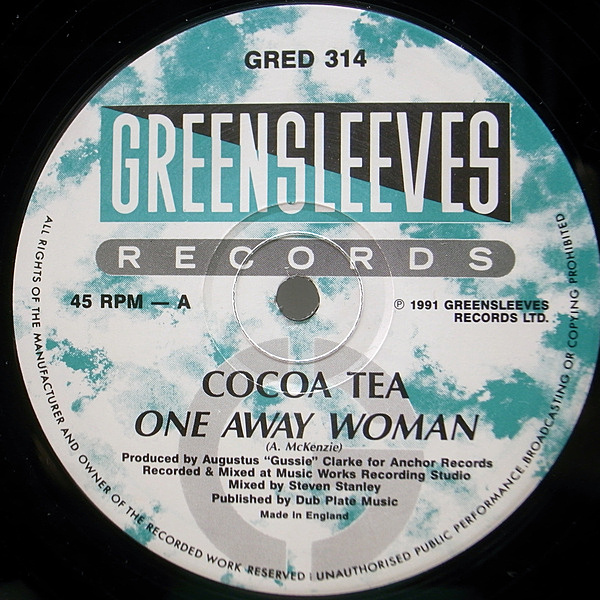 GRED 314
GREENSLEEVES
RECORDS
45 RPM — A
℗ 1991 GREENSLEEVES
RECORDS LTD.
COCOA TEA
ONE AWAY WOMAN
(A. McKenzie)
Produced by Augustus "Gussie" Clarke for Anchor Records
Recorded & Mixed at Music Works Recording Studio
Mixed by Steven Stanley
Published by Dub Plate Music
Made in England
ALL RIGHTS OF THE MANUFACTURER AND OWNER OF THE RECORDED WORK RESERVED | UNAUTHORISED PUBLIC PERFORMANCE, BROADCASTING OR COPYING PROHIBITED